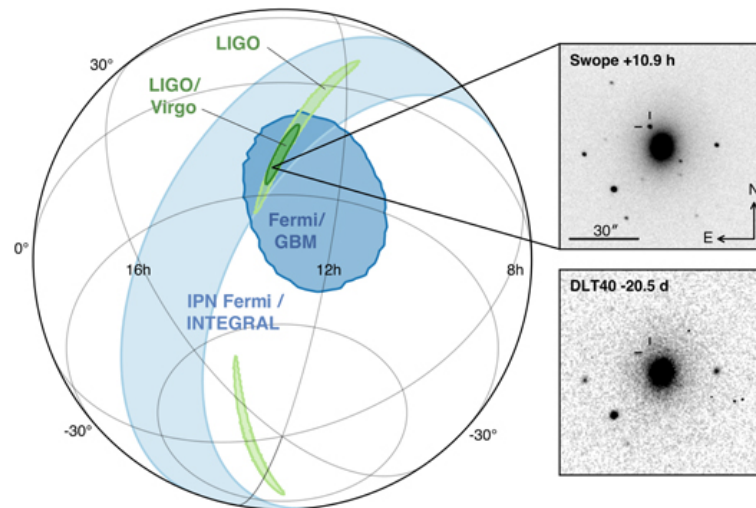 LIGO
LIGO/
Virgo
30°
0°
-30°
16h
12h
8h
-30°
Fermi/
GBM
IPN Fermi /
INTEGRAL
Swope +10.9 h
N
E
30"
DLT40 -20.5 d